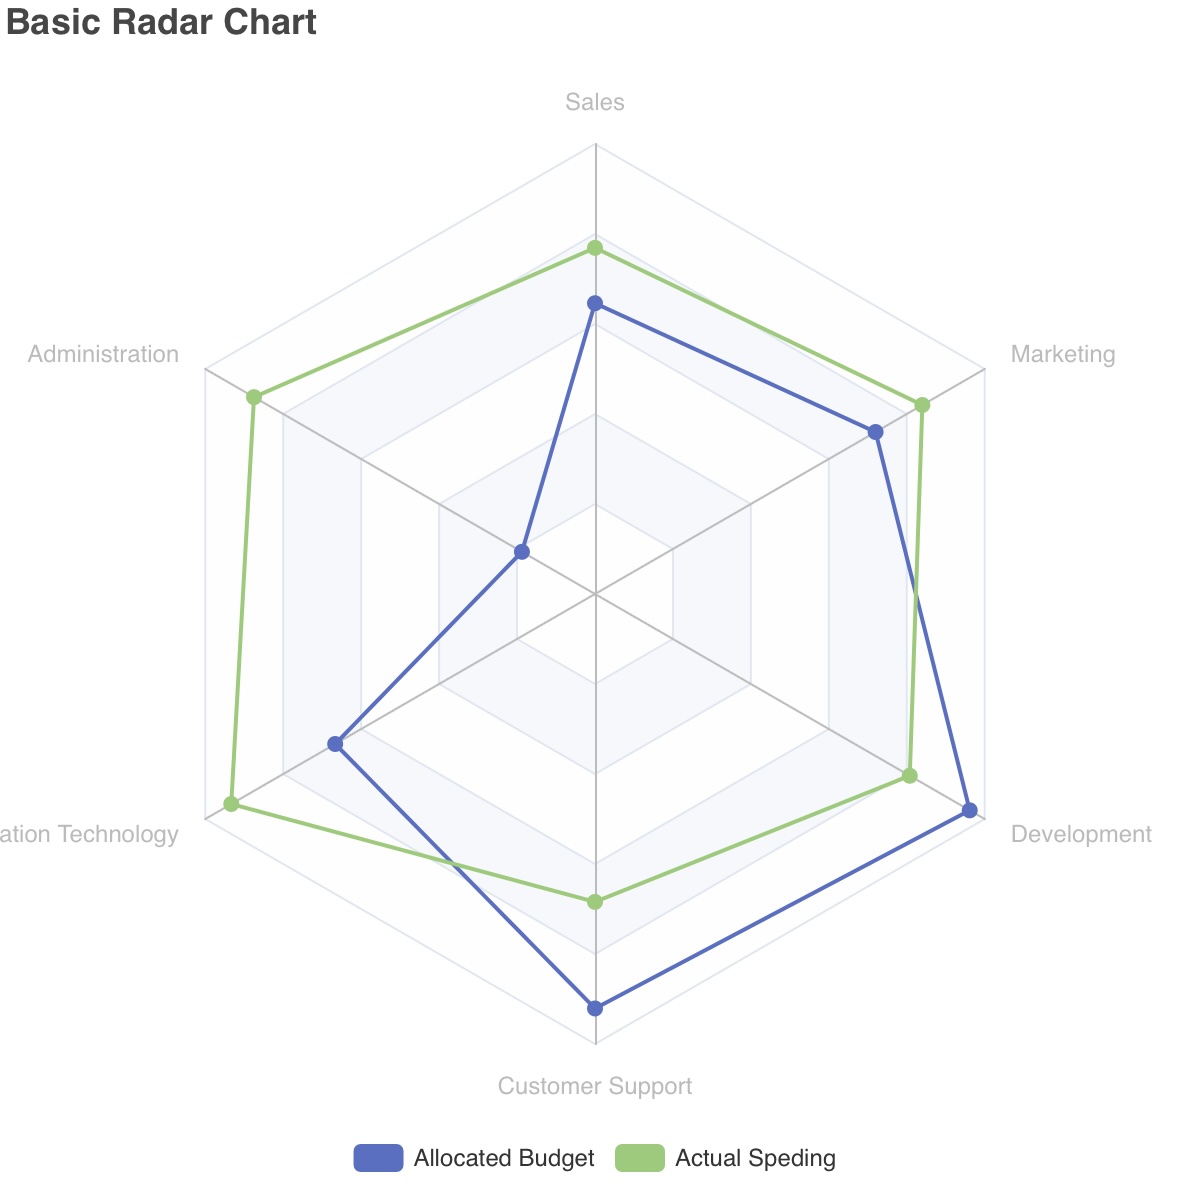 Basic Radar Chart
Sales
Administration
Marketing
ation Technology
Development
Customer Support
Allocated Budget
Actual Speding